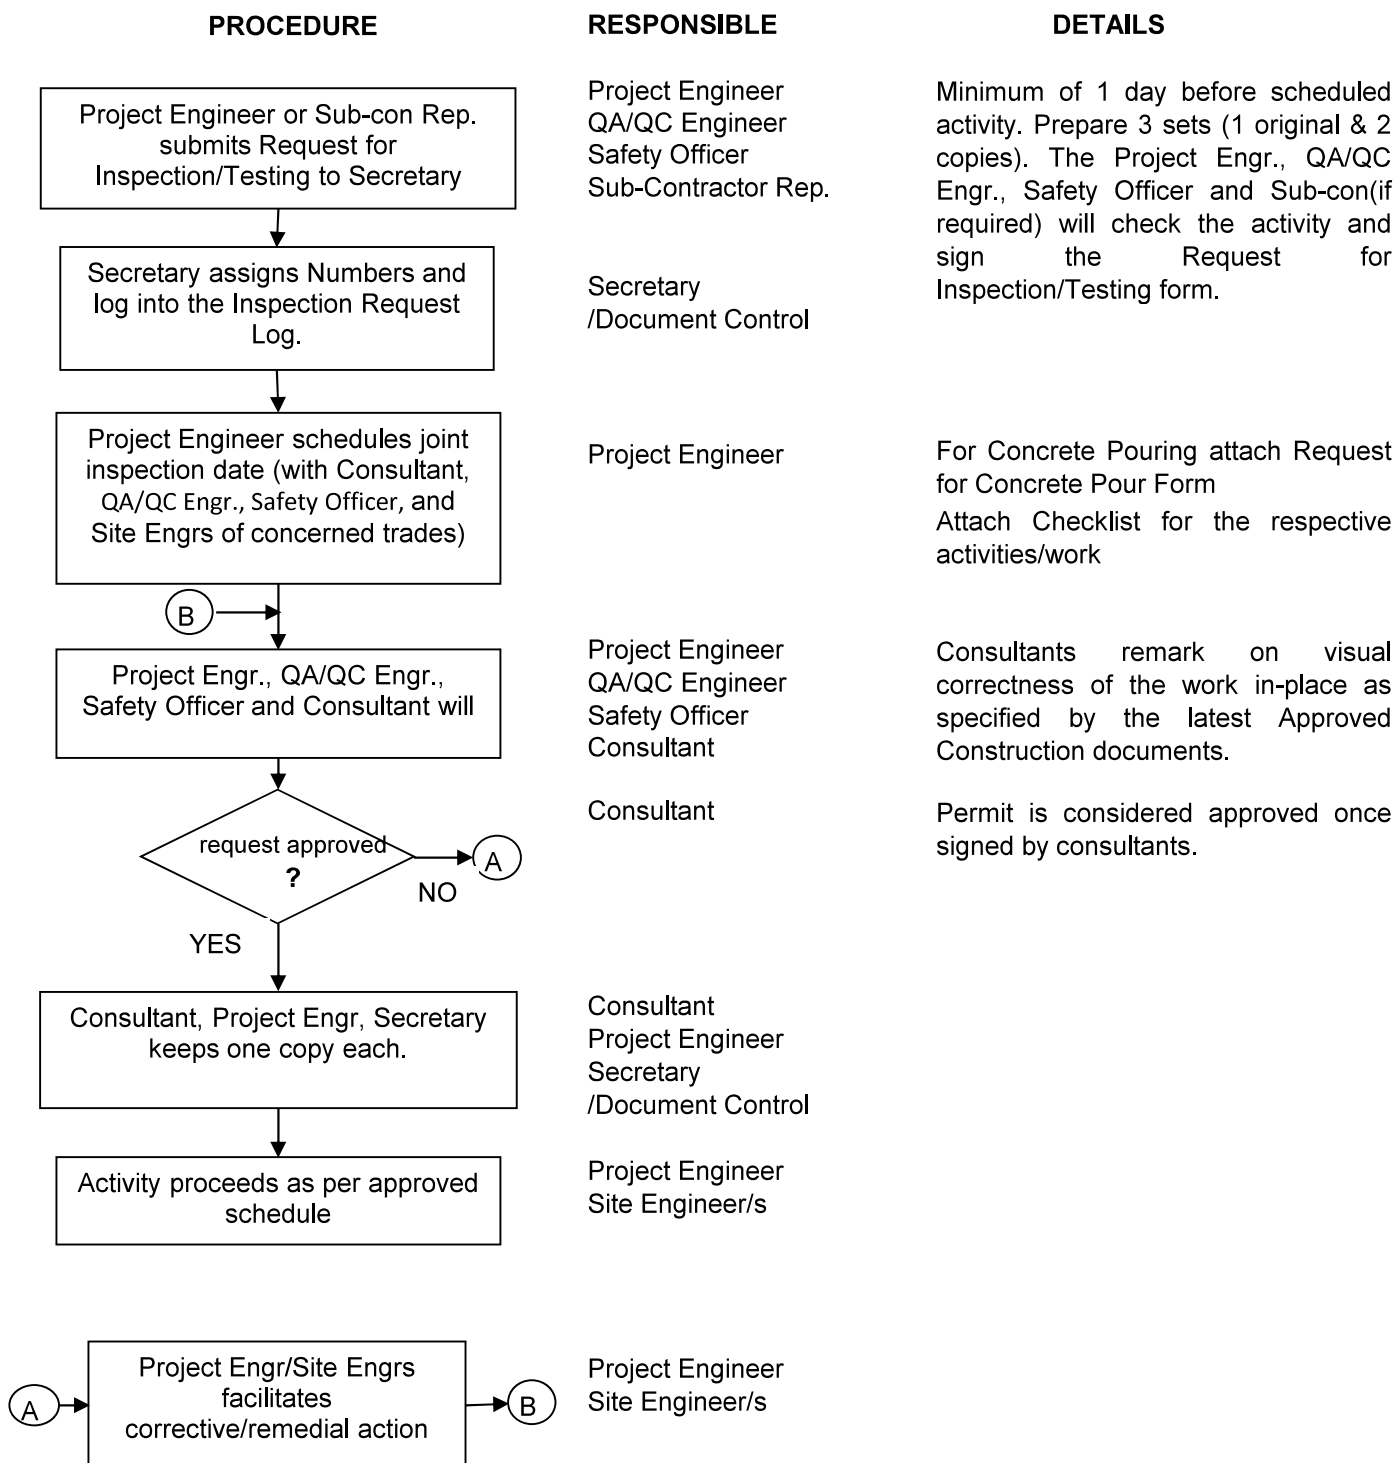 PROCEDURE
RESPONSIBLE
DETAILS
Project Engineer or Sub-con Rep.
submits Request for
Inspection/Testing to Secretary
Project Engineer
QA/QC Engineer
Safety Officer
Sub-Contractor Rep.
Minimum of 1 day before scheduled
activity. Prepare 3 sets (1 original & 2
copies). The Project Engr., QA/QC
Engr., Safety Officer and Sub-con(if
required) will check the activity and
sign the Request for
Inspection/Testing form.
Secretary assigns Numbers and
log into the Inspection Request
Log.
Secretary
/Document Control
Project Engineer schedules joint
inspection date (with Consultant,
QA/QC Engr., Safety Officer, and
Site Engrs of concerned trades)
Project Engineer
For Concrete Pouring attach Request
for Concrete Pour Form
Attach Checklist for the respective
activities/work
B
Project Engr., QA/QC Engr.,
Safety Officer and Consultant will
Project Engineer
QA/QC Engineer
Safety Officer
Consultant
Consultants remark on visual
correctness of the work in-place as
specified by the latest Approved
Construction documents.
request approved
?
A
NO
YES
Consultant
Permit is considered approved once
signed by consultants.
Consultant, Project Engr, Secretary
keeps one copy each.
Consultant
Project Engineer
Secretary
/Document Control
Activity proceeds as per approved
schedule
Project Engineer
Site Engineer/s
A
Project Engr/Site Engrs
facilitates
corrective/remedial action
B
Project Engineer
Site Engineer/s